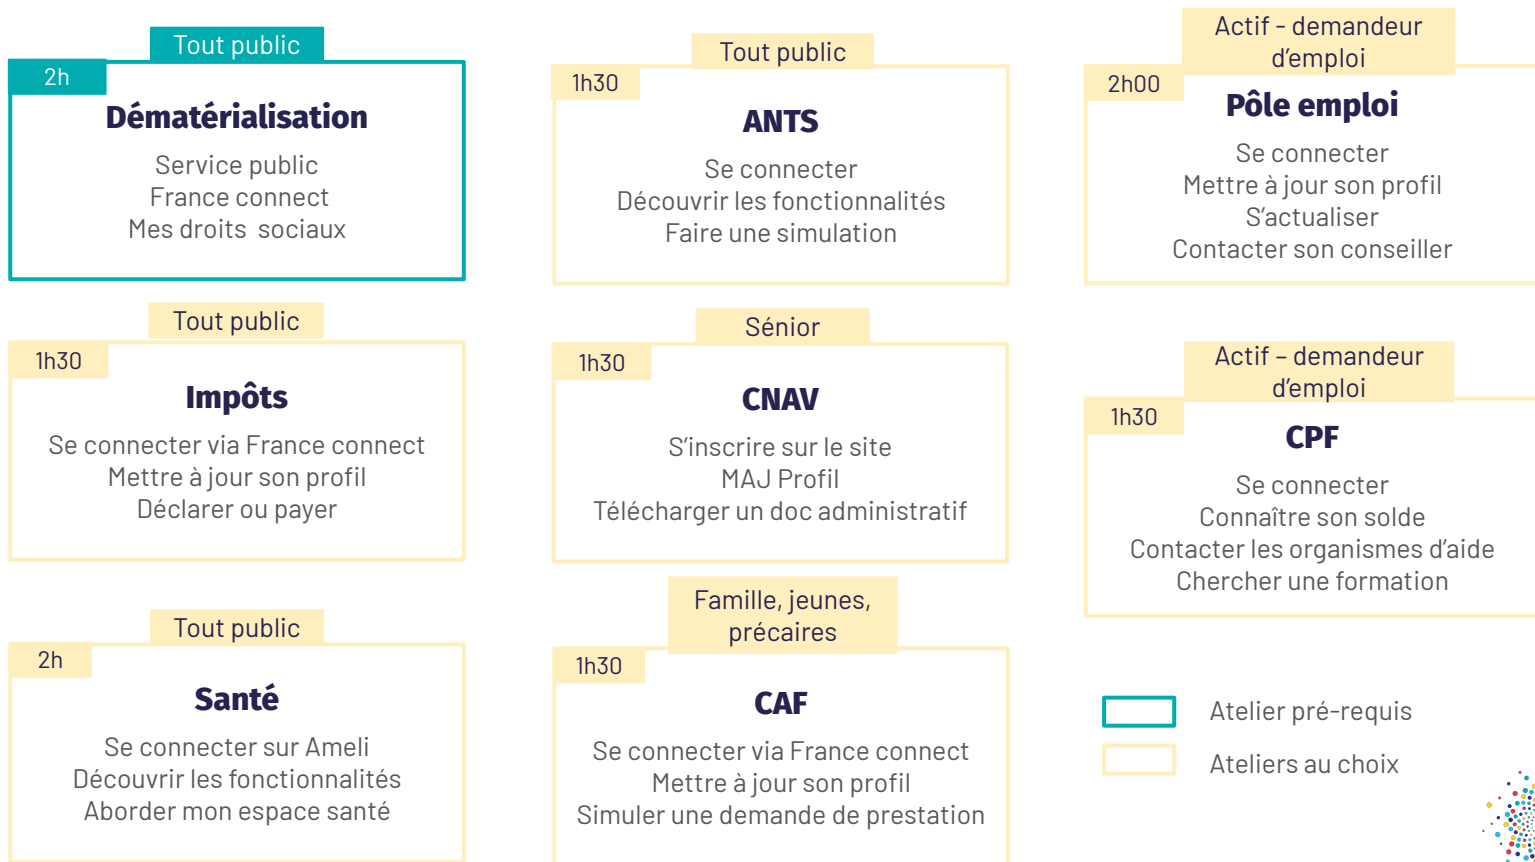 Tout public
2h
Dématérialisation
Service public
France connect
Mes droits sociaux
Tout public
1h30
Impôts
Se connecter via France connect
Mettre à jour son profil
Déclarer ou payer
Tout public
2h
Santé
Se connecter sur Ameli
Découvrir les fonctionnalités
Aborder mon espace santé
Tout public
1h30
ANTS
Se connecter
Découvrir les fonctionnalités
Faire une simulation
Sénior
1h30
CNAV
S'inscrire sur le site
MAJ Profil
Télécharger un doc administratif
Famille, jeunes,
précaires
1h30
CAF
Se connecter via France connect
Mettre à jour son profil
Simuler une demande de prestation
Actif - demandeur
d'emploi
2h00
Pôle emploi
Se connecter
Mettre à jour son profil
S'actualiser
Contacter son conseiller
Actif – demandeur
d'emploi
1h30
CPF
Se connecter
Connaître son solde
Contacter les organismes d'aide
Chercher une formation
Atelier pré-requis
Ateliers au choix